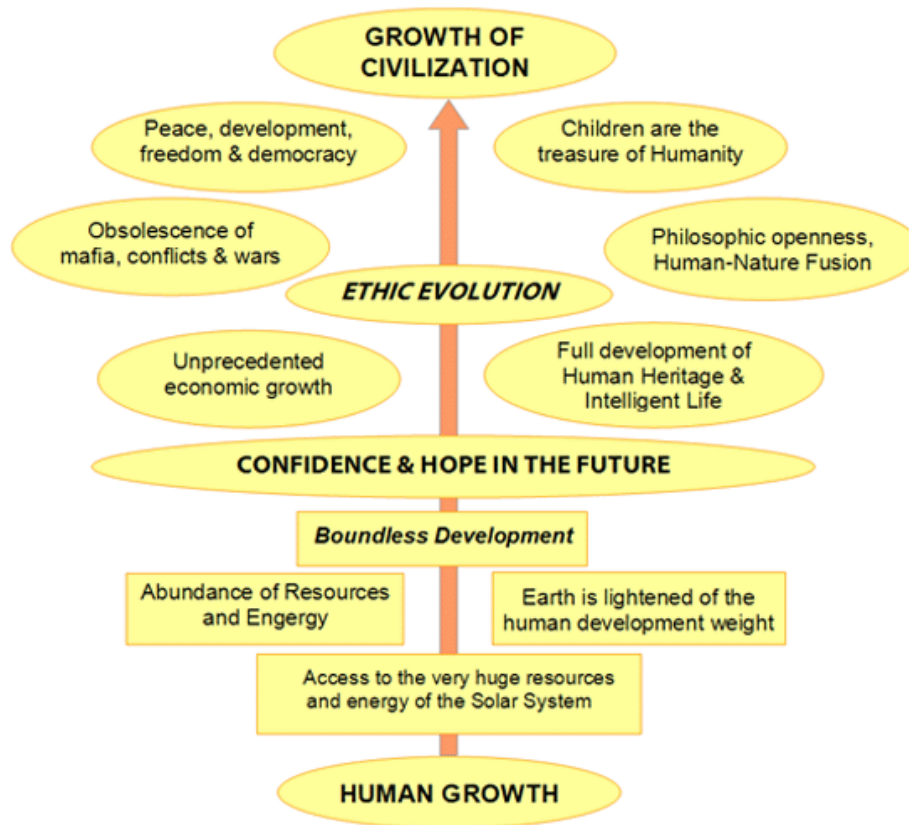 GROWTH OF
CIVILIZATION
Peace, development,
freedom & democracy
Children are the
treasure of Humanity
Obsolescence of
mafia, conflicts & wars
Philosophic openness,
Human-Nature Fusion
ETHIC EVOLUTION
Unprecedented
economic growth
Full development of
Human Heritage &
Intelligent Life
CONFIDENCE & HOPE IN THE FUTURE
Boundless Development
Abundance of Resources
and Engergy
Earth is lightened of the
human development weight
Access to the very huge resources
and energy of the Solar System
HUMAN GROWTH